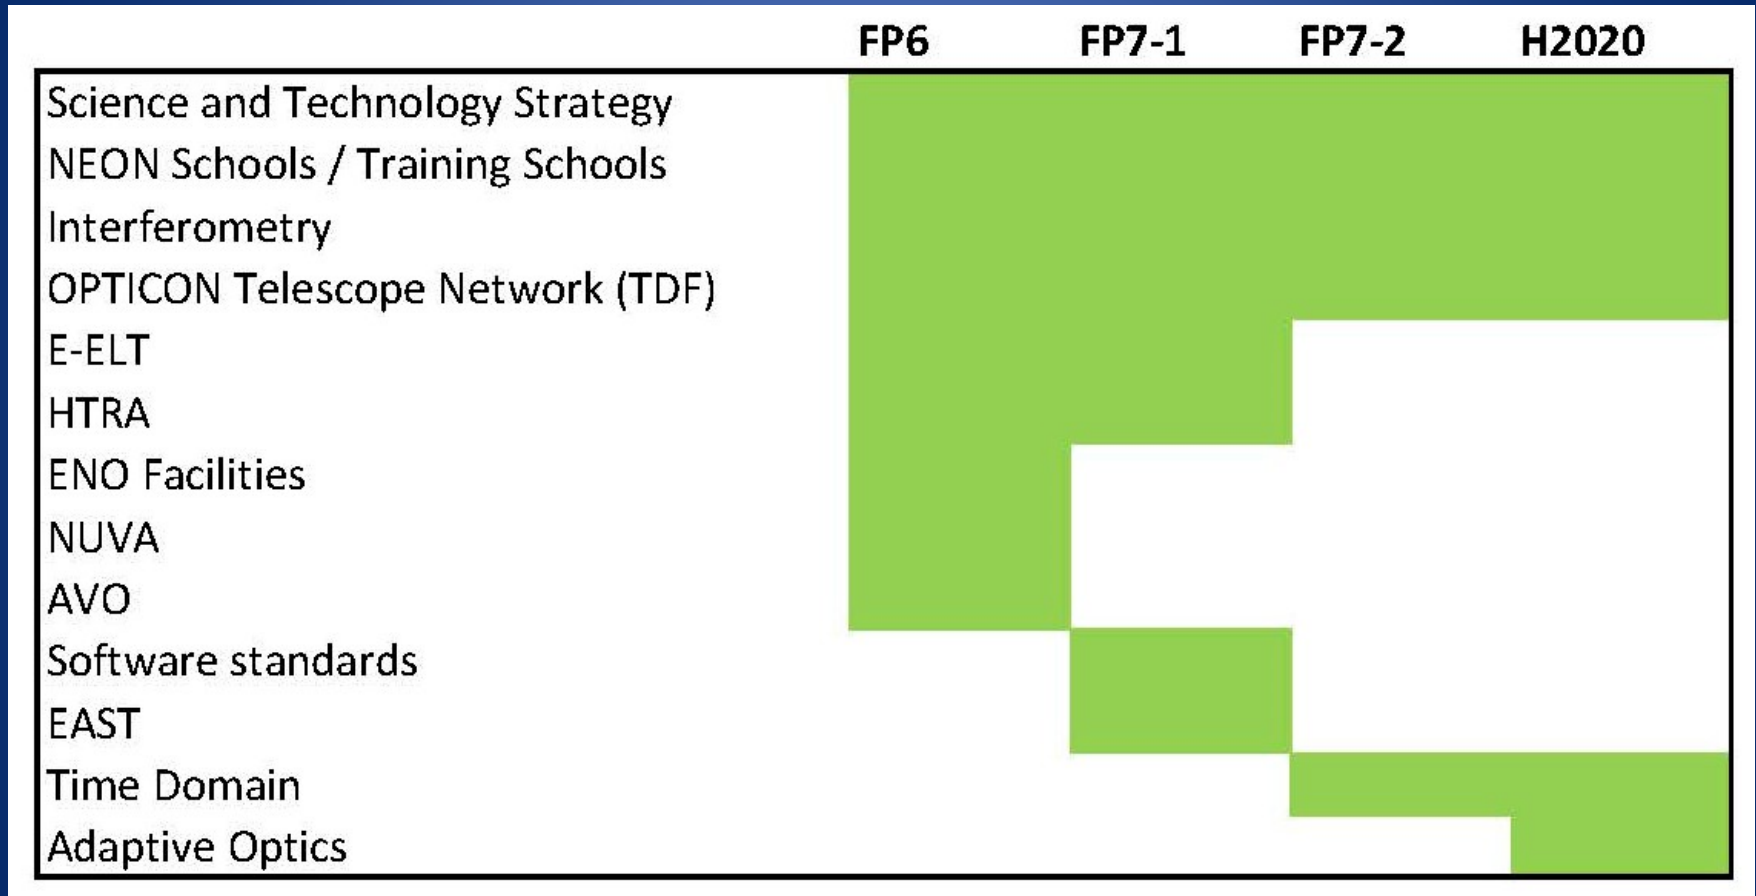 FP6 FP7-1 FP7-2 H2020
Science and Technology Strategy
NEON Schools / Training Schools
Interferometry
OPTICON Telescope Network (TDF)
E-ELT
HTRA
ENO Facilities
NUVA
AVO
Software standards
EAST
Time Domain
Adaptive Optics